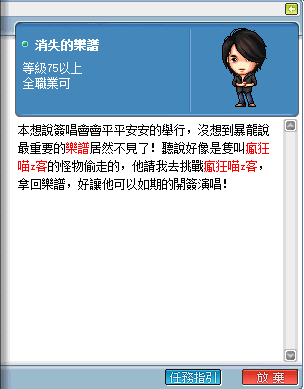 消失的樂譜
等級75以上
全職業可
本想說簽唱會會平平安安的舉行，沒想到暴龍說
最重要的樂譜居然不見了！聽說好像是隻叫瘋狂
喵z客的怪物偷走的，他請我去挑戰瘋狂喵z客，
拿回樂譜，好讓他可以如期的開簽演唱！
任務指引
放 棄